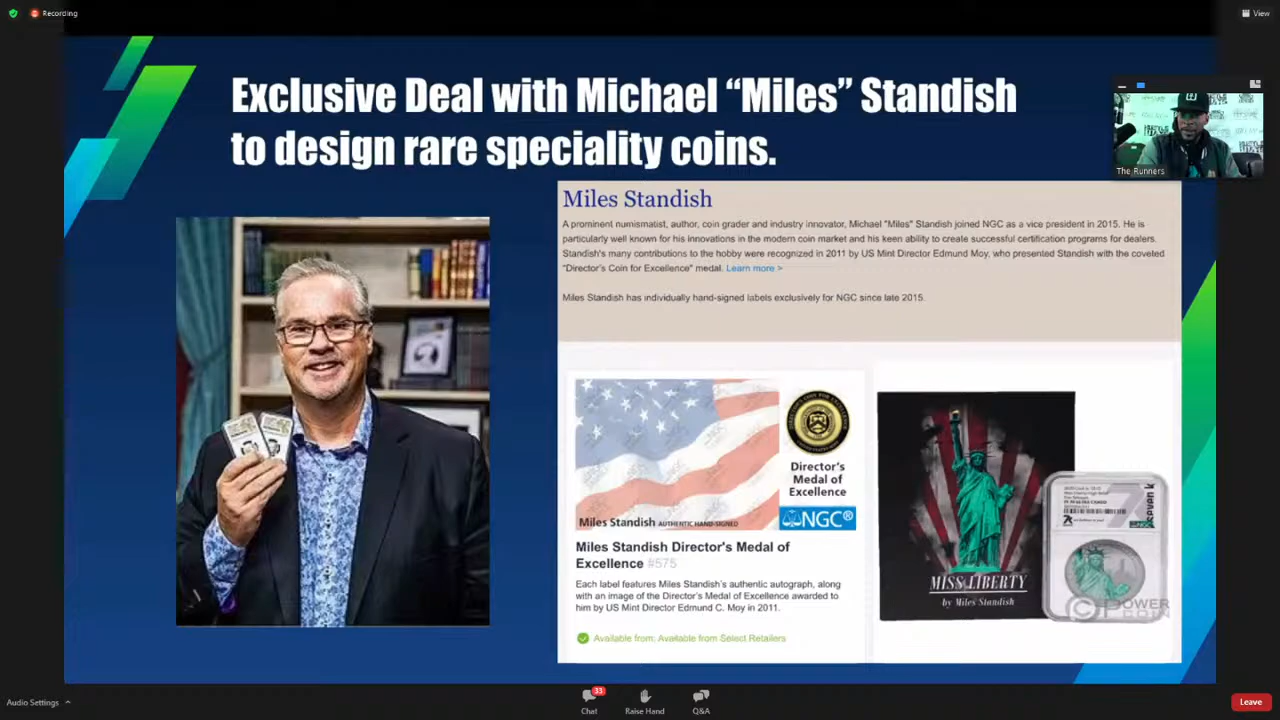 Recording
View
Exclusive Deal with Michael “Miles” Standish
to design rare speciality coins.
The Runners
Miles Standish
A prominent numismatist, author, coin grader and industry innovator, Michael "Miles" Standish joined NGC as a vice president in 2015. He is
particularly well known for his innovations in the modern coin market and his keen ability to create successful certification programs for dealers.
Standish's many contributions to the hobby were recognized in 2011 by US Mint Director Edmund Moy, who presented Standish with the coveted
"Director's Coin for Excellence" medal. Learn more >
Miles Standish has individually hand-signed labels exclusively for NGC since late 2015.
Director's
Medal of
Excellence
Miles Standish AUTHENTIC HAND-SIGNED
NGC®
Miles Standish Director's Medal of
Excellence #575
Each label features Miles Standish's authentic autograph, along
with an image of the Director's Medal of Excellence awarded to
him by US Mint Director Edmund C. Moy in 2011.
Available from: Available from Select Retailers
MISS LIBERTY
by Miles Standish
POWER
COIN
Audio Settings
33
Chat
Raise Hand
Q&A
Leave